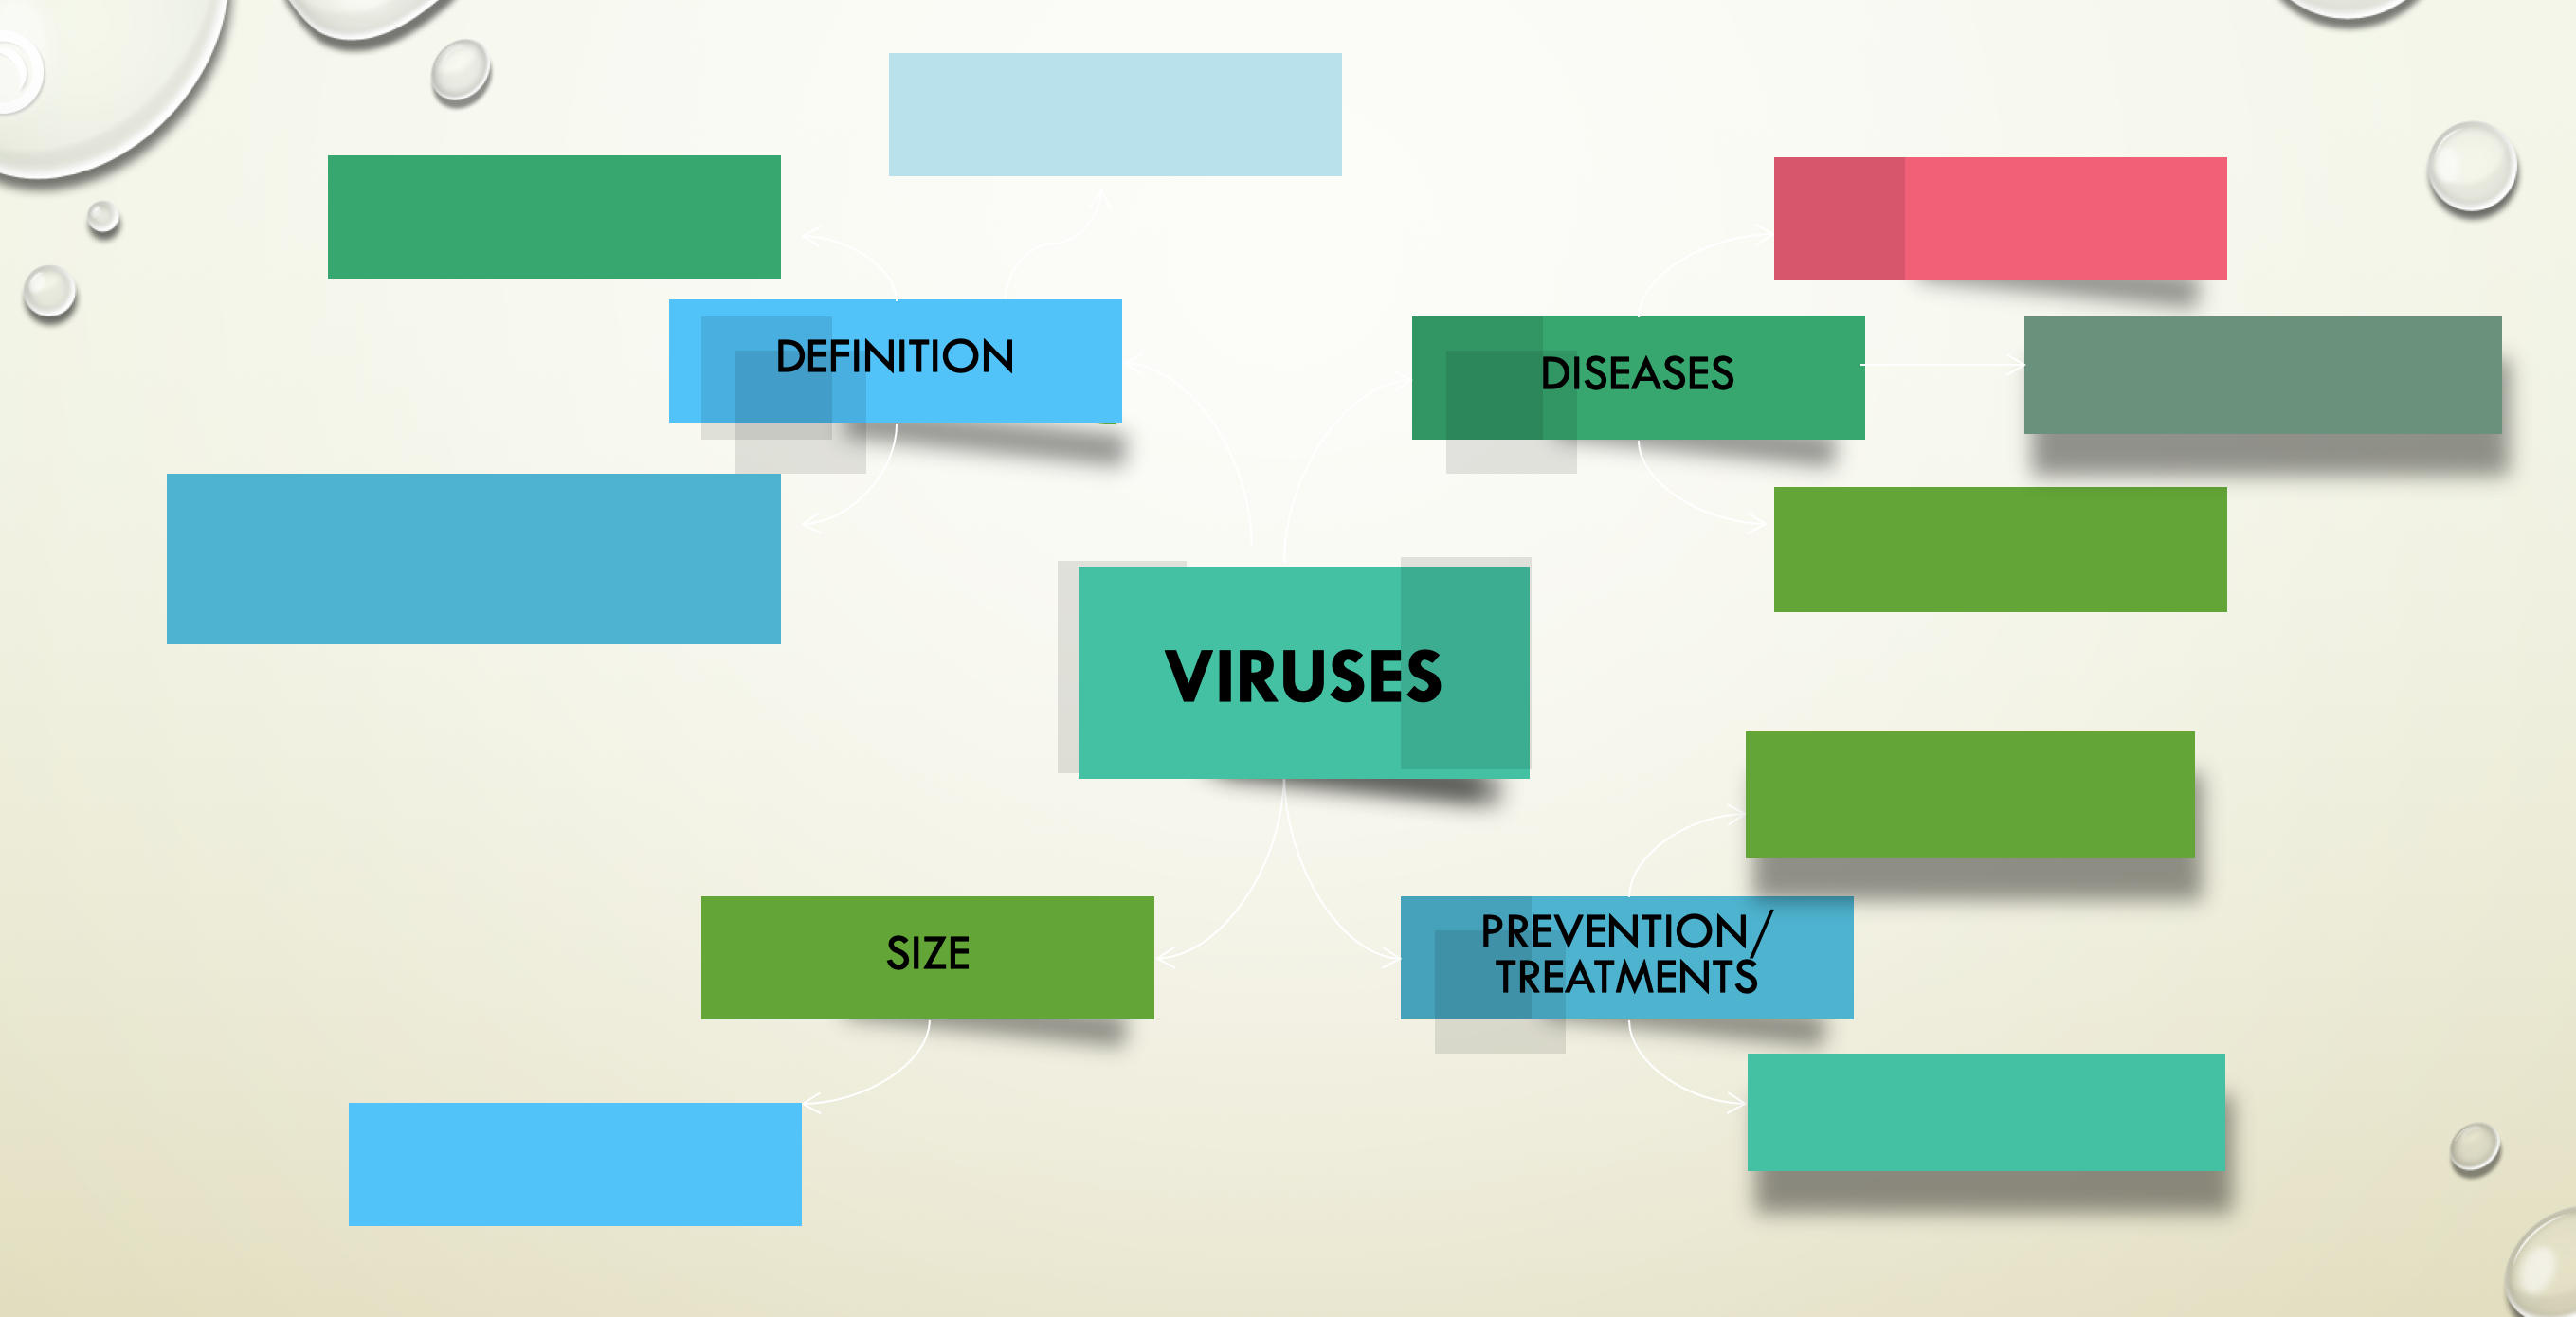 DEFINITION
DISEASES
VIRUSES
SIZE
PREVENTION/
TREATMENTS